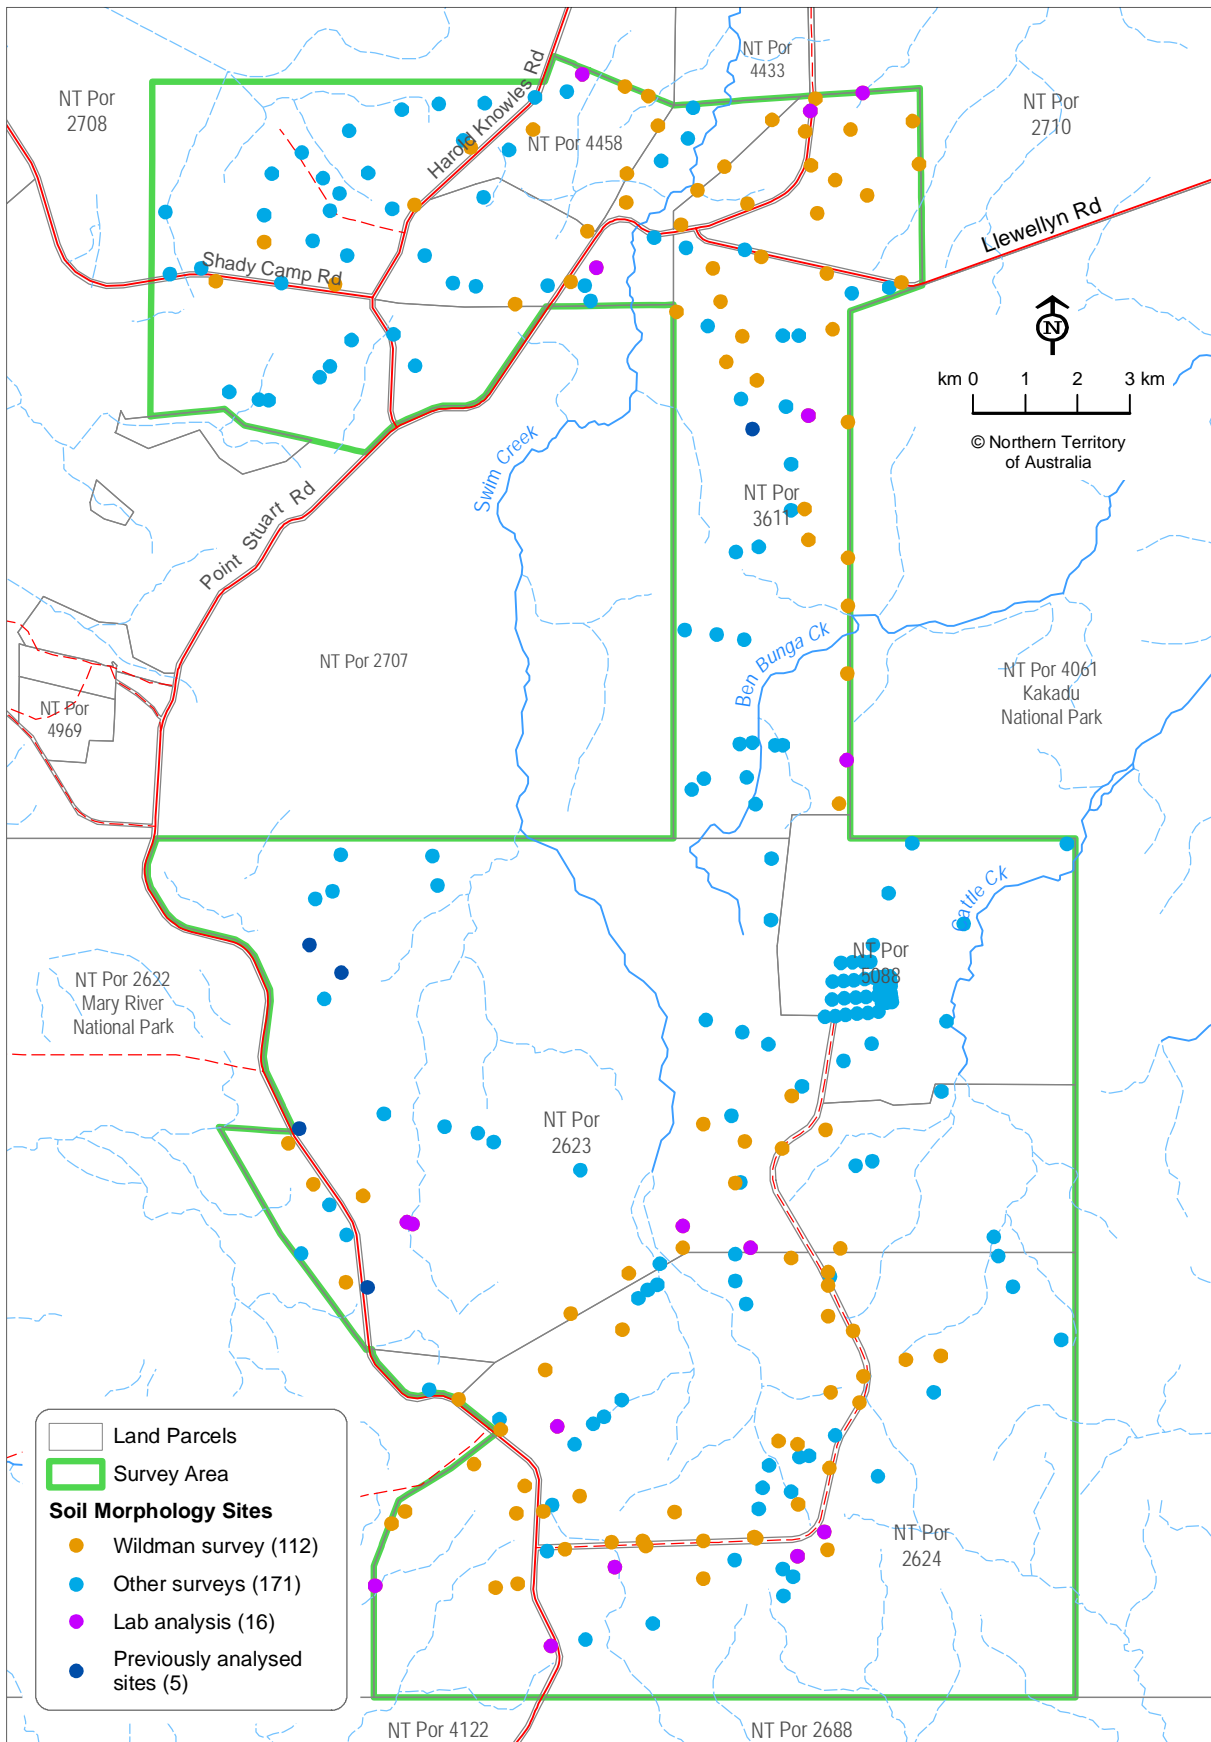 NT Por
4433
NT Por
2708
NT Por
2710
Harold Knowles Rd
NT Por 4458
Llewellyn Rd
Shady Camp Rd
N
km 0 1 2 3 km
© Northern Territory
of Australia
Swim Creek
Point Stuart Rd
NT Por
3611
Ben Bunga Ck
NT Por 2707
NT Por 4061
Kakadu
National Park
NT Por
4969
Cattle Ck
NT Por
5088
NT Por 2622
Mary River
National Park
NT Por
2623
NT Por
2624
Land Parcels
Survey Area
Soil Morphology Sites
Wildman survey (112)
Other surveys (171)
Lab analysis (16)
Previously analysed
sites (5)
NT Por 4122
NT Por 2688